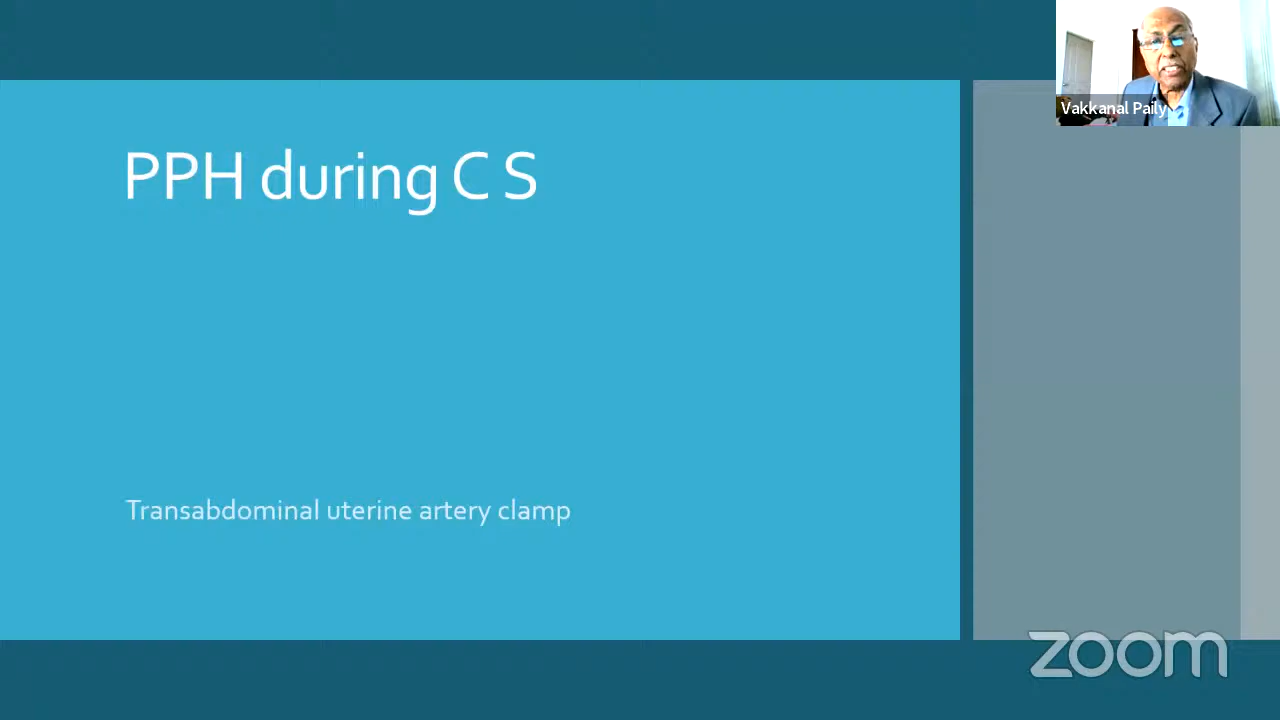 Vakkanal Paily
PPH during C S
Transabdominal uterine artery clamp
zoom